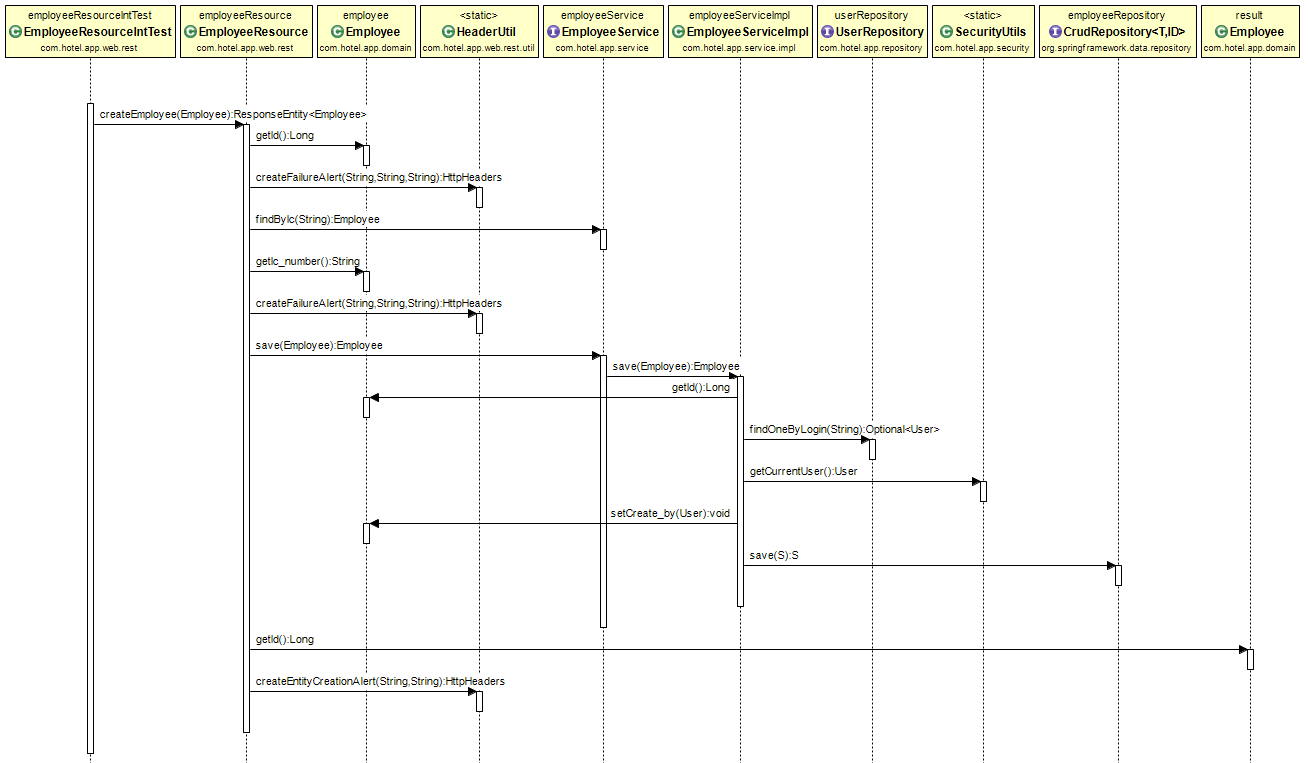 employeeResourceIntTest
EmployeeResourceIntTest
com.hotel.app.web.rest
employeeResource
EmployeeResource
com.hotel.app.web.rest
employee
Employee
com.hotel.app.domain
<static>
HeaderUtil
com.hotel.app.web.rest.util
employeeService
EmployeeService
com.hotel.app.service
employeeServiceImpl
EmployeeServiceImpl
com.hotel.app.service.impl
userRepository
UserRepository
com.hotel.app.repository
<static>
SecurityUtils
com.hotel.app.security
employeeRepository
CrudRepository<T,ID>
org.springframework.data.repository
result
Employee
com.hotel.app.domain
createEmployee(Employee):ResponseEntity<Employee>
getId():Long
createFailureAlert(String,String,String):HttpHeaders
findByIc(String):Employee
getIc_number():String
createFailureAlert(String,String,String):HttpHeaders
save(Employee):Employee
save(Employee):Employee
getId():Long
findOneByLogin(String):Optional<User>
getCurrentUser():User
setCreate_by(User):void
save(S):S
getId():Long
createEntityCreationAlert(String,String):HttpHeaders